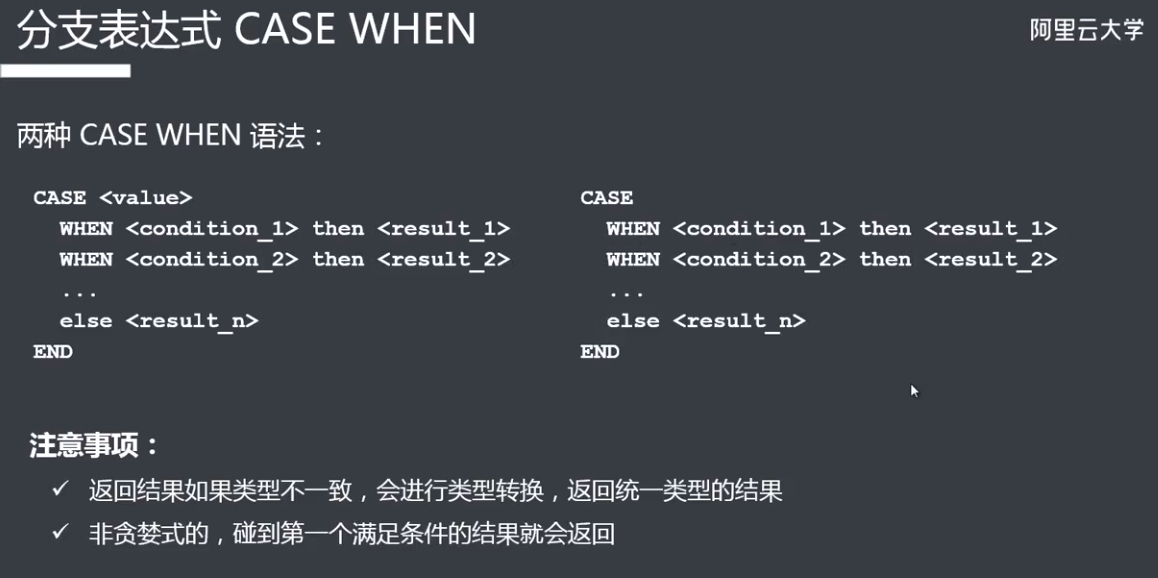 分支表达式 CASE WHEN
阿里云大学
两种 CASE WHEN 语法：
CASE <value>
WHEN <condition_1> then <result_1>
WHEN <condition_2> then <result_2>
...
else <result_n>
END
CASE
WHEN <condition_1> then <result_1>
WHEN <condition_2> then <result_2>
...
else <result_n>
END
注意事项：
✓ 返回结果如果类型不一致，会进行类型转换，返回统一类型的结果
✓ 非贪婪式的，碰到第一个满足条件的结果就会返回